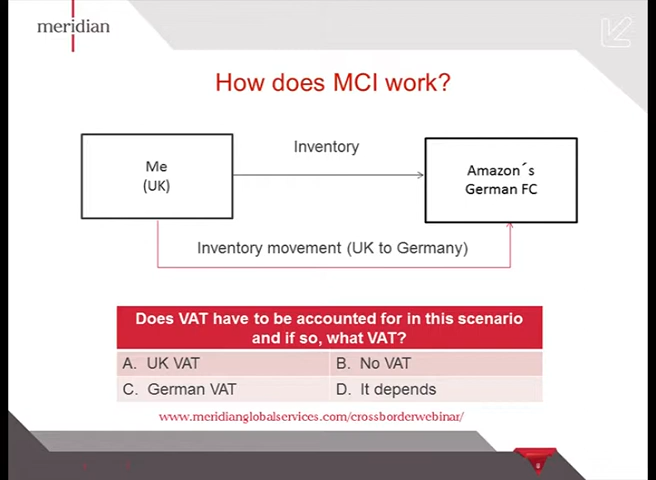 meridian
How does MCI work?
Inventory
Me
(UK)
Amazon´s
German FC
Inventory movement (UK to Germany)
Does VAT have to be accounted for in this scenario
and if so, what VAT?
A. UK VAT
B. No VAT
C. German VAT
D. It depends
www.meridianglobalservices.com/crossborderwebinar/